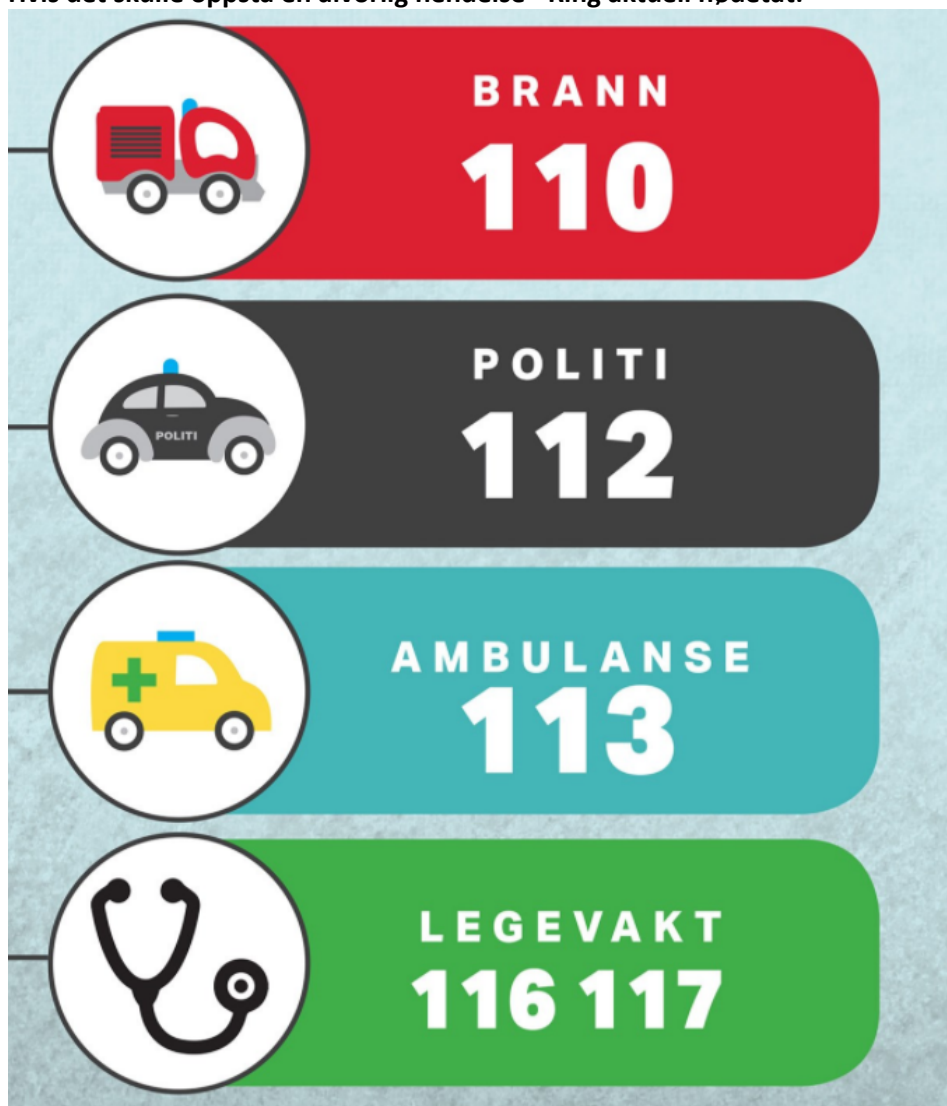 Hvis det skulle oppstå en alvorlig hendelse - Ring aktuell nødetat:
BRANN
110
POLITI
112
POLITI
AMBULANSE
113
LEGEVAKT
116 117